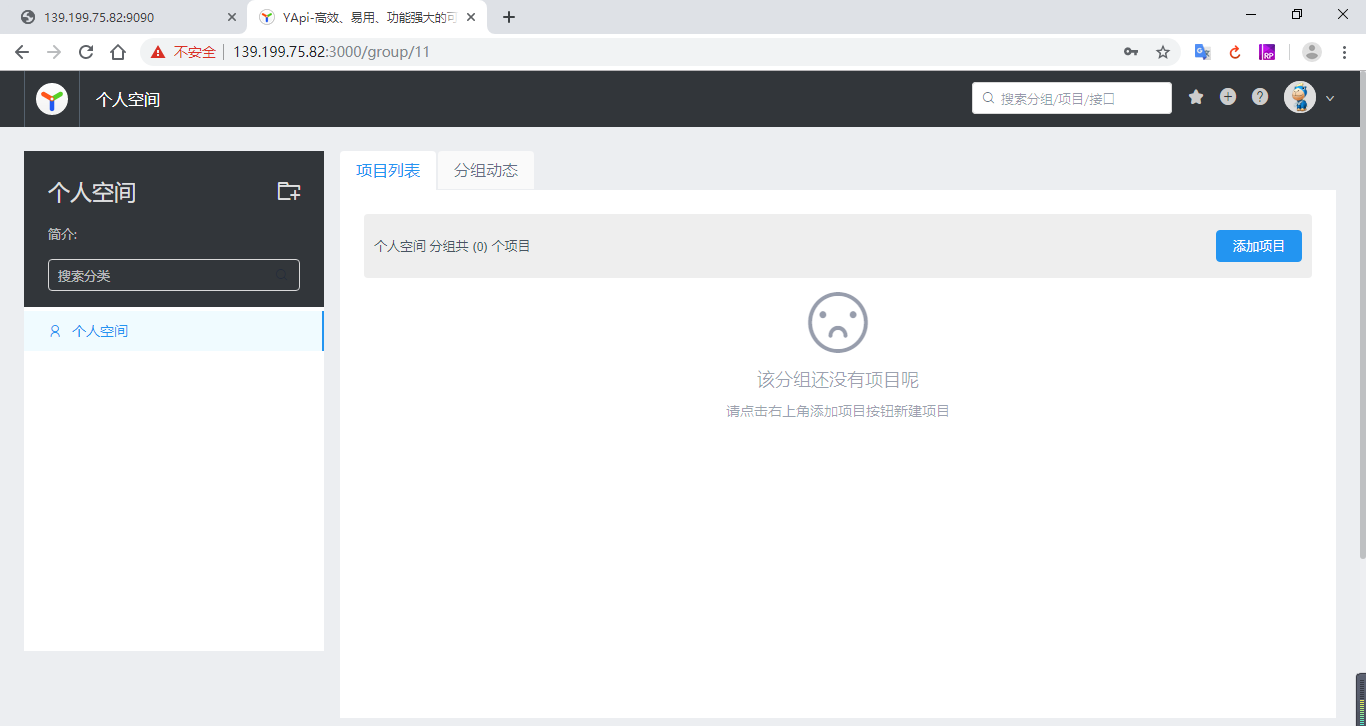 139.199.75.82:9090
YApi-高效、易用、功能强大的可
不安全 139.199.75.82:3000/group/11
RP
个人空间
搜索分组/项目/接口
个人空间
简介:
搜索分类
个人空间
项目列表 分组动态
个人空间 分组共 (0) 个项目
添加项目
该分组还没有项目呢
请点击右上角添加项目按钮新建项目